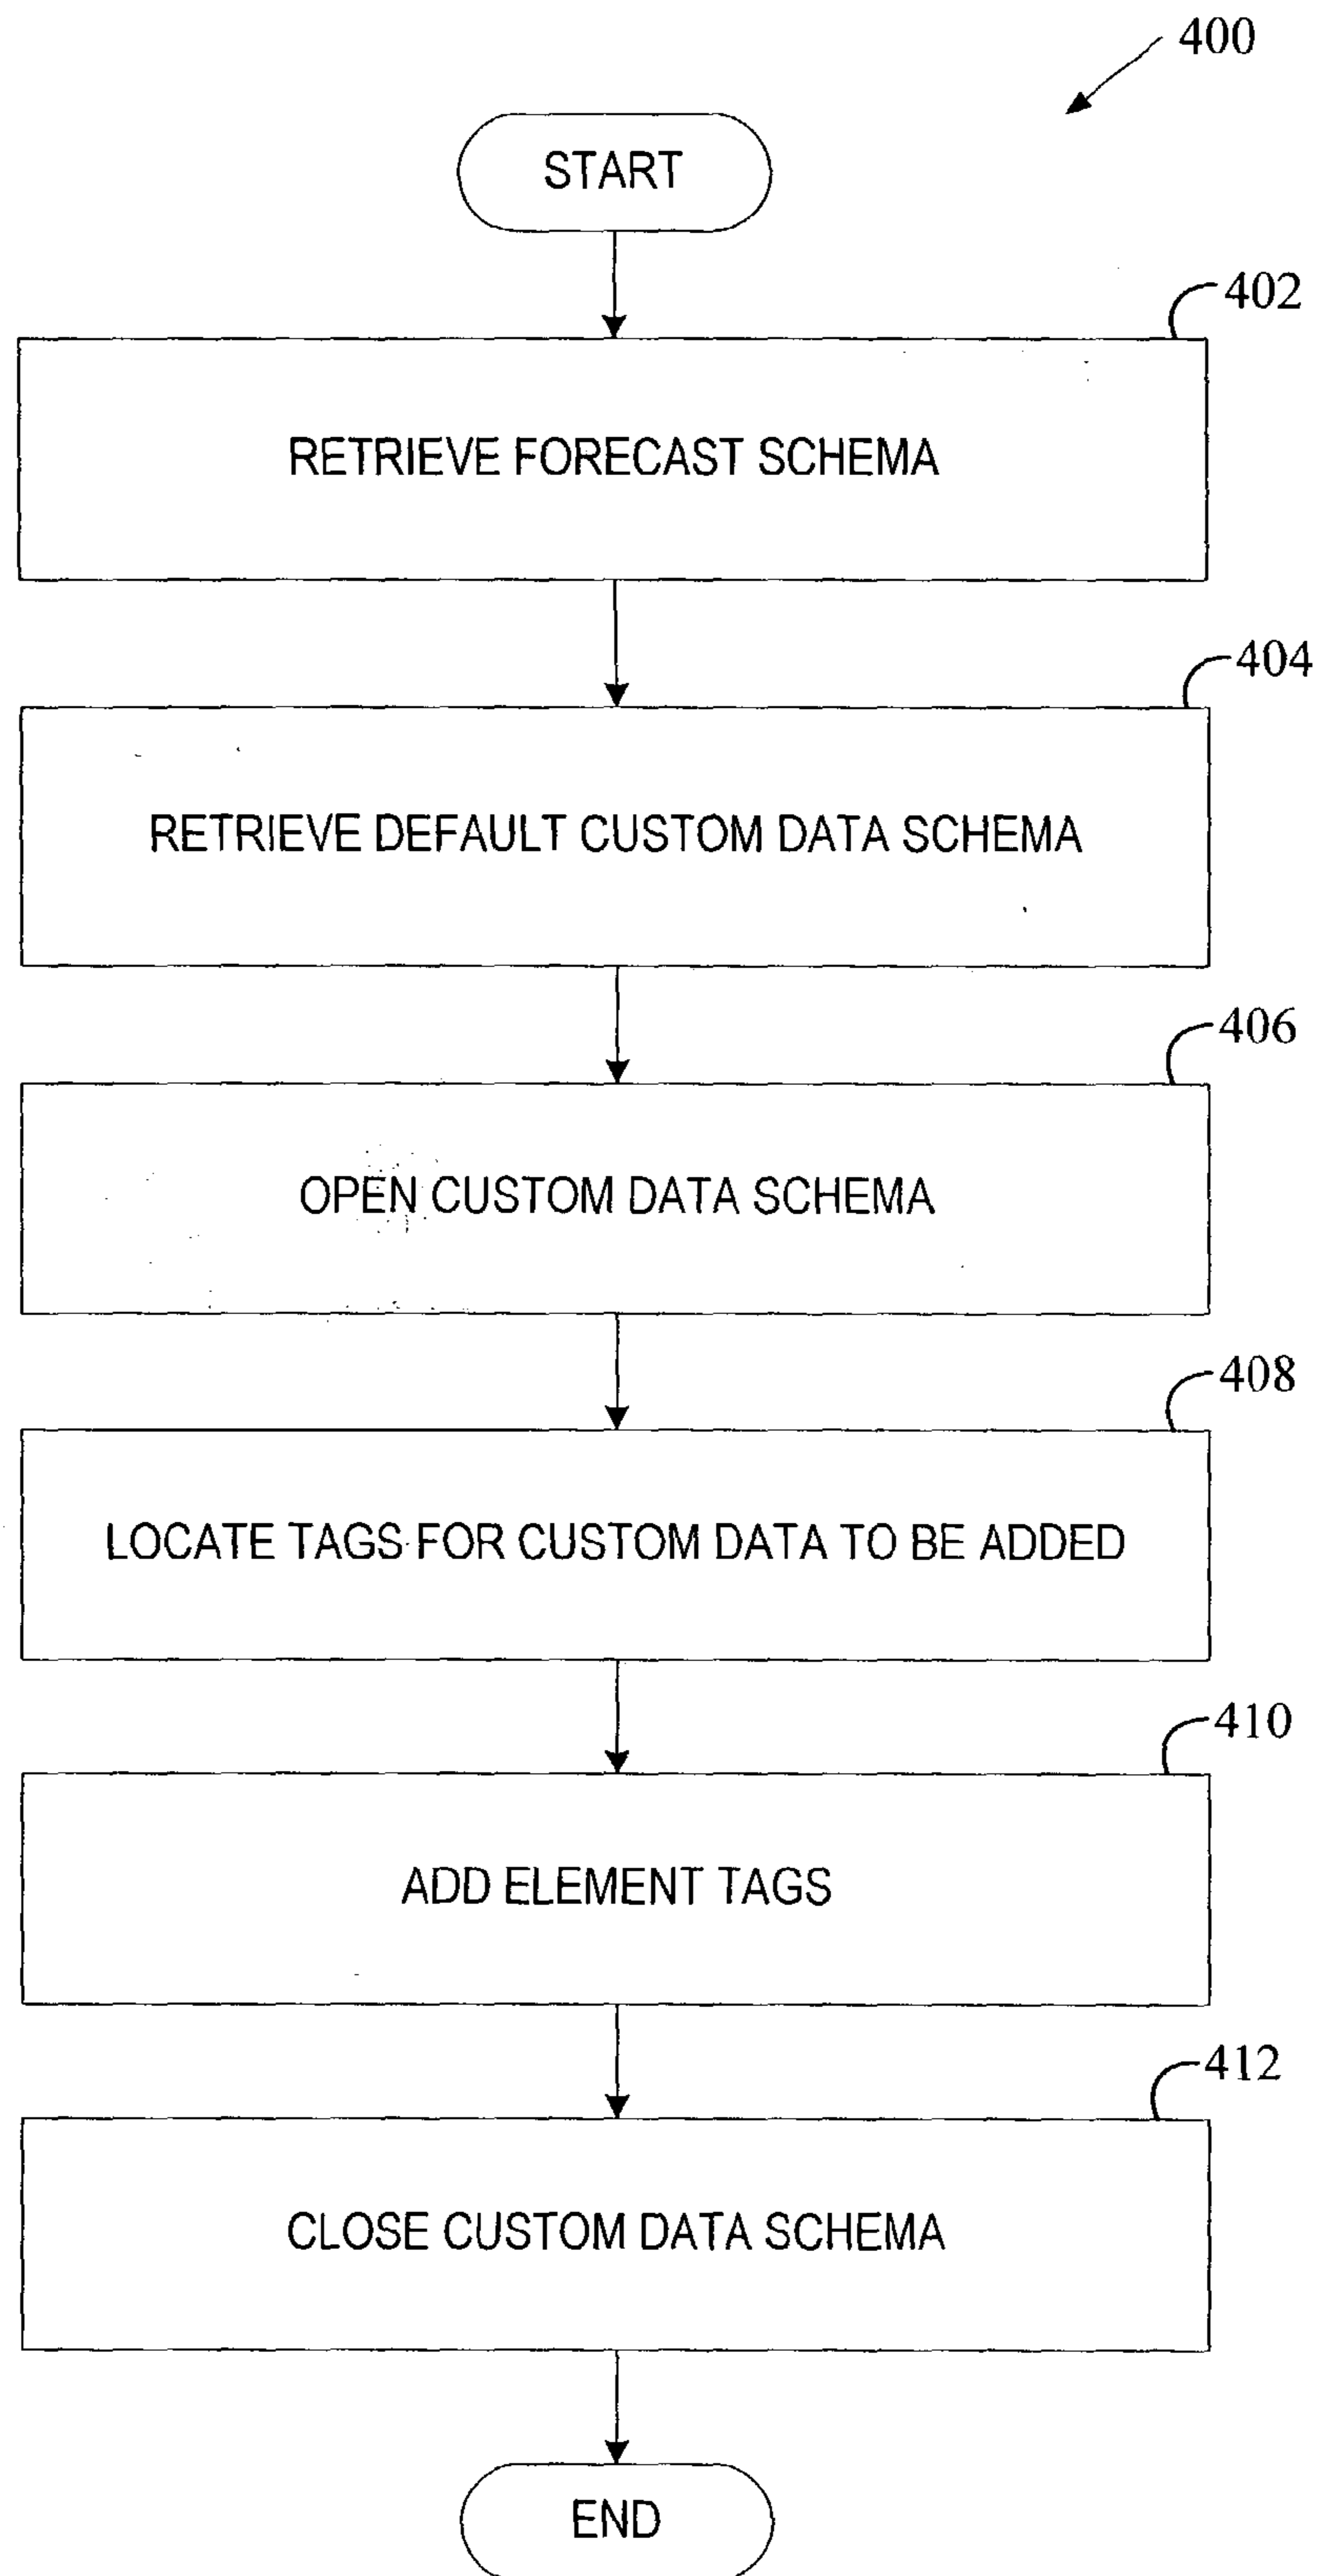 400
START
402
RETRIEVE FORECAST SCHEMA
404
RETRIEVE DEFAULT CUSTOM DATA SCHEMA
406
OPEN CUSTOM DATA SCHEMA
408
LOCATE TAGS FOR CUSTOM DATA TO BE ADDED
410
ADD ELEMENT TAGS
412
CLOSE CUSTOM DATA SCHEMA
END